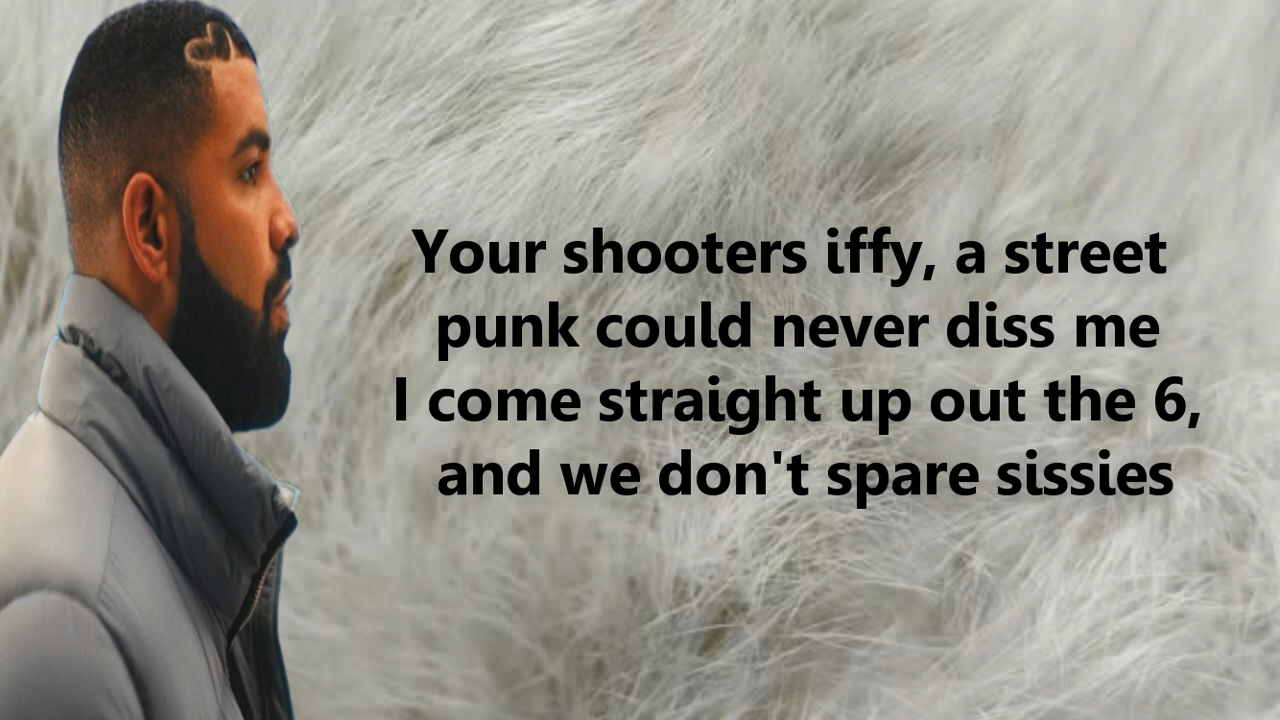 Your shooters iffy, a street
punk could never diss me
I come straight up out the 6,
and we don't spare sissies